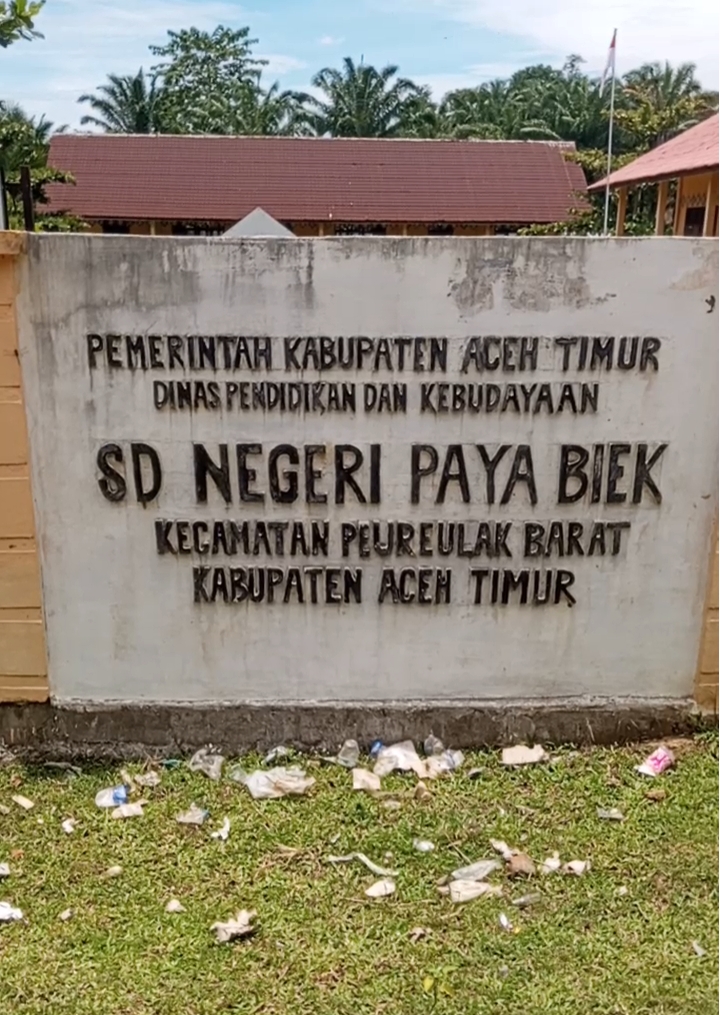 PEMERINTAH KABUPATEN ACEH TIMUR
DINAS PENDIDIKAN DAN KEBUDAYAAN
SD NEGERI PAYA BIEK
KECAMATAN PEUREULAK BARAT
KABUPATEN ACEH TIMUR